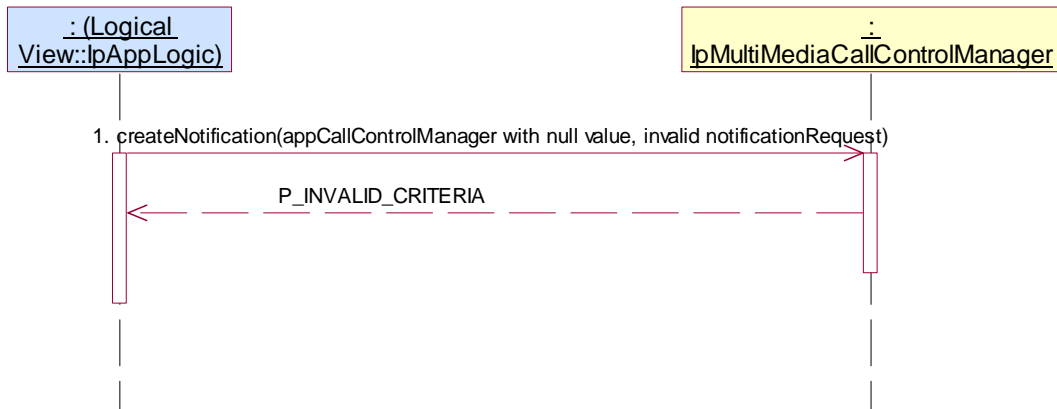 : (Logical
View::IpAppLogic)
:
IpMultiMediaCallControlManager
1. createNotification(appCallControlManager with null value, invalid notificationRequest)
P_INVALID_CRITERIA